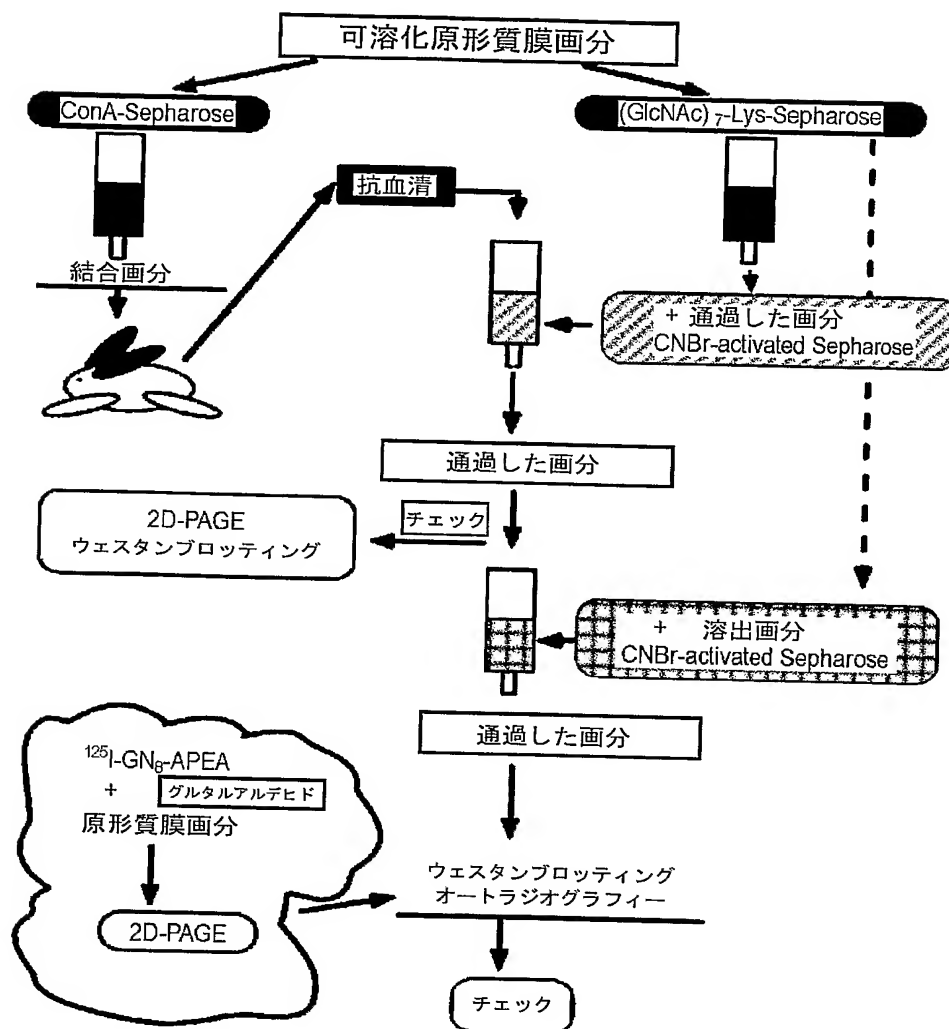 可溶化原形質膜画分
ConA-Sepharose
(GlcNAc)₇-Lys-Sepharose
抗血清
結合画分
+ 通過した画分
CNBr-activated Sepharose
通過した画分
チェック
2D-PAGE
ウェスタンブロッティング
+ 溶出画分
CNBr-activated Sepharose
通過した画分
¹²⁵I-GN₈-APEA
+ グルタルアルデヒド
原形質膜画分
2D-PAGE
ウェスタンブロッティング
オートラジオグラフィー
チェック